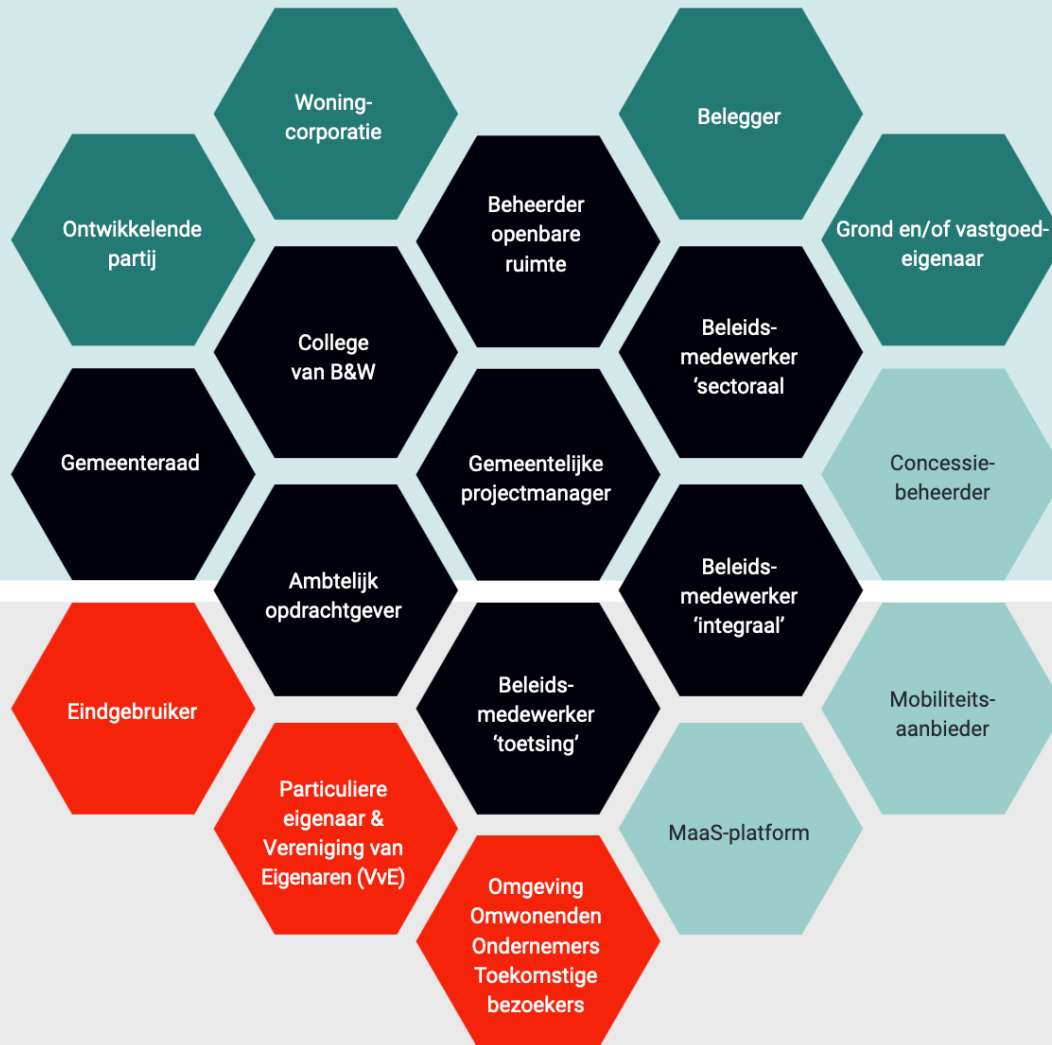 Woning-
corporatie
Belegger
Ontwikkelende
partij
Beheerder
openbare
ruimte
Grond en/of vastgoed-
eigenaar
College
van B&W
Beleids-
medewerker
‘sectoraal
Gemeenteraad
Gemeentelijke
projectmanager
Concessie-
beheerder
Ambtelijk
opdrachtgever
Beleids-
medewerker
‘integraal’
Eindgebruiker
Beleids-
medewerker
‘toetsing’
Mobiliteits-
aanbieder
Particuliere
eigenaar &
Vereniging van
Eigenaren (VvE)
MaaS-platform
Omgeving
Omwonenden
Ondernemers
Toekomstige
bezoekers